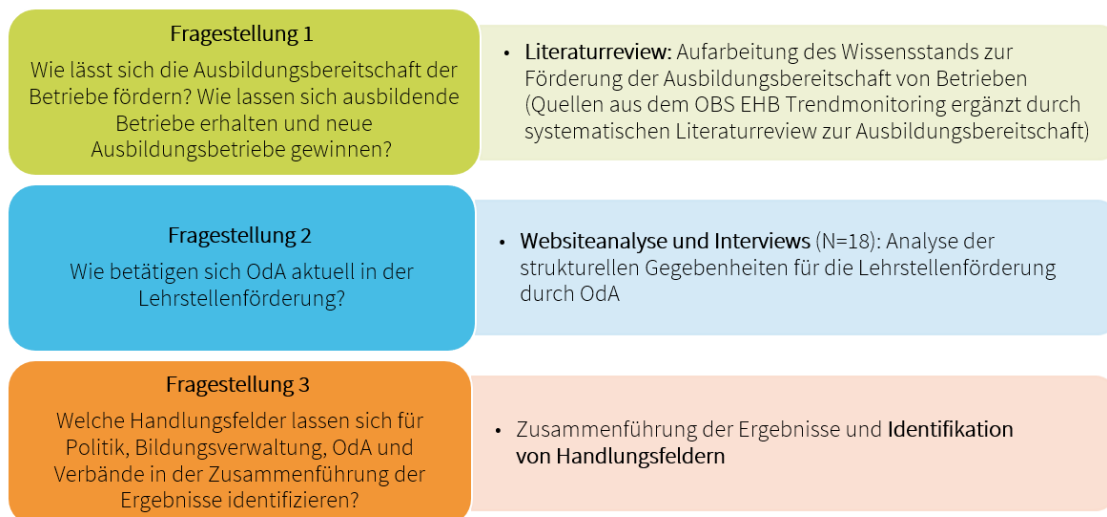 Fragestellung 1
Wie lässt sich die Ausbildungsbereitschaft der
Betriebe fördern? Wie lassen sich ausbildende
Betriebe erhalten und neue
Ausbildungsbetriebe gewinnen?
• Literaturreview: Aufarbeitung des Wissensstands zur
Förderung der Ausbildungsbereitschaft von Betrieben
(Quellen aus dem OBS EHB Trendmonitoring ergänzt durch
systematischen Literaturreview zur Ausbildungsbereitschaft)
Fragestellung 2
Wie betätigen sich OdA aktuell in der
Lehrstellenförderung?
• Websiteanalyse und Interviews (N=18): Analyse der
strukturellen Gegebenheiten für die Lehrstellenförderung
durch OdA
Fragestellung 3
Welche Handlungsfelder lassen sich für
Politik, Bildungsverwaltung, OdA und
Verbände in der Zusammenführung der
Ergebnisse identifizieren?
• Zusammenführung der Ergebnisse und Identifikation
von Handlungsfeldern